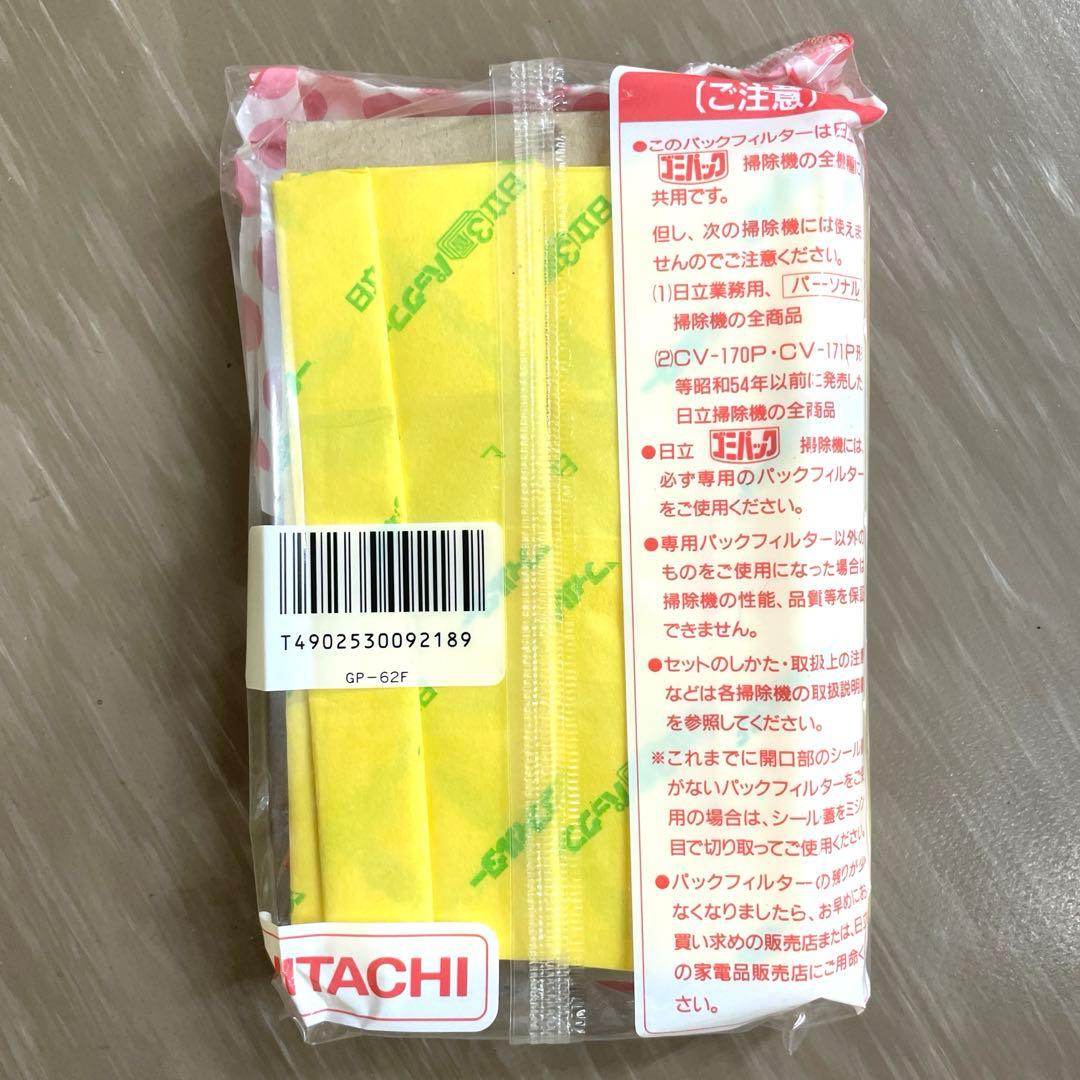 (ご注意)
●このパックフィルターは日立
ゴミパック 掃除機の全機種に
共用です。
但し、次の掃除機には使えま
せんのでご注意ください。
(1)日立業務用、パーソナル
掃除機の全商品
(2)CV-170P・CV-171P形
等昭和54年以前に発売した
日立掃除機の全商品
●日立 ゴミパック 掃除機には、
必ず専用のパックフィルター
をご使用ください。
●専用パックフィルター以外の
ものをご使用になった場合は
掃除機の性能、品質等を保証
できません。
●セットのしかた・取扱上の注意
などは各掃除機の取扱説明書
を参照してください。
※これまでに開口部のシール蓋
がないパックフィルターをご使
用の場合は、シール蓋をミシン
目で切り取ってご使用ください。
●パックフィルターの残りが少
なくなりましたら、お早めにお
買い求めの販売店または、日立
の家電品販売店にご用命く
さい。
日立3層パック
T4902530092189
GP-62F
HITACHI